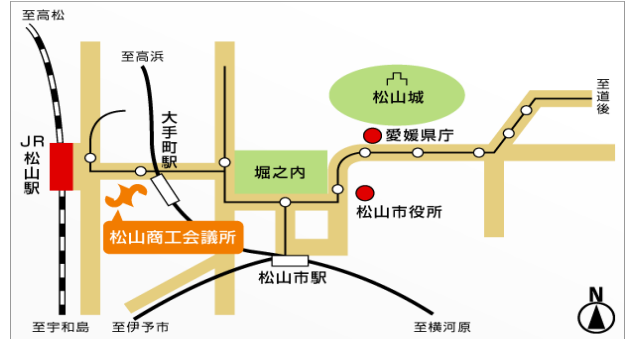 至高松
至高浜
大手町駅
JR松山駅
松山城
至道後
愛媛県庁
堀之内
松山市役所
松山商工会議所
松山市駅
N
至宇和島
至伊予市
至横河原